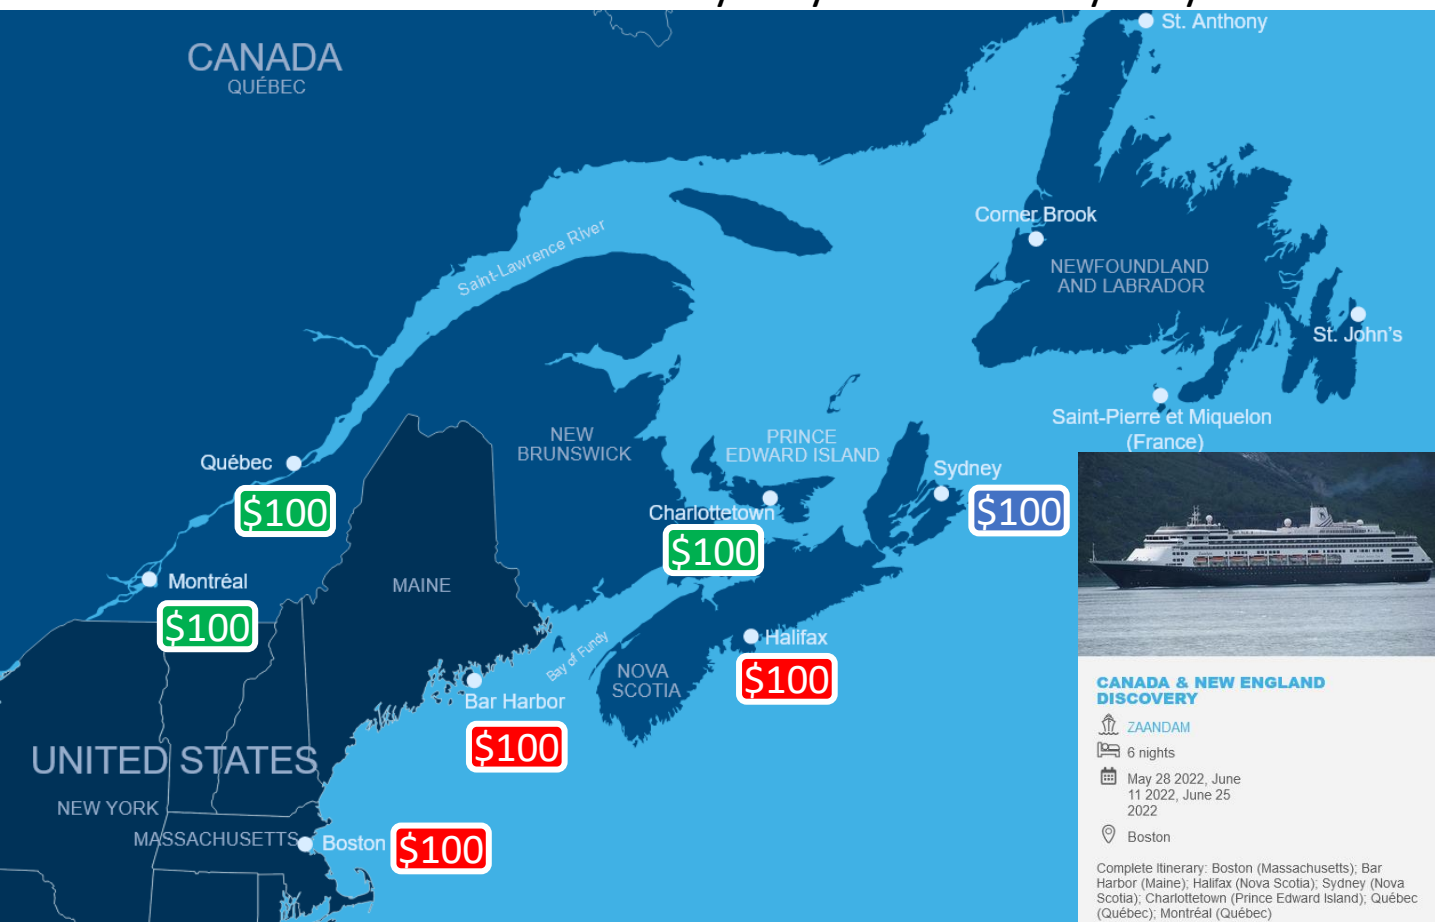 St. Anthony
CANADA
QUÉBEC
Corner Brook
Saint-Lawrence River
NEWFOUNDLAND
AND LABRADOR
St. John's
Saint-Pierre et Miquelon
(France)
NEW
BRUNSWICK
PRINCE
EDWARD ISLAND
Québec
$100
Sydney
$100
Charlottetown
$100
Montréal
$100
MAINE
Bay of Fundy
Halifax
$100
NOVA
SCOTIA
Bar Harbor
$100
UNITED STATES
NEW YORK
MASSACHUSETTS
Boston
$100
CANADA & NEW ENGLAND
DISCOVERY
ZAANDAM
6 nights
May 28 2022, June
11 2022, June 25
2022
Boston
Complete Itinerary: Boston (Massachusetts); Bar
Harbor (Maine); Halifax (Nova Scotia); Sydney (Nova
Scotia); Charlottetown (Prince Edward Island); Québec
(Québec); Montréal (Québec)